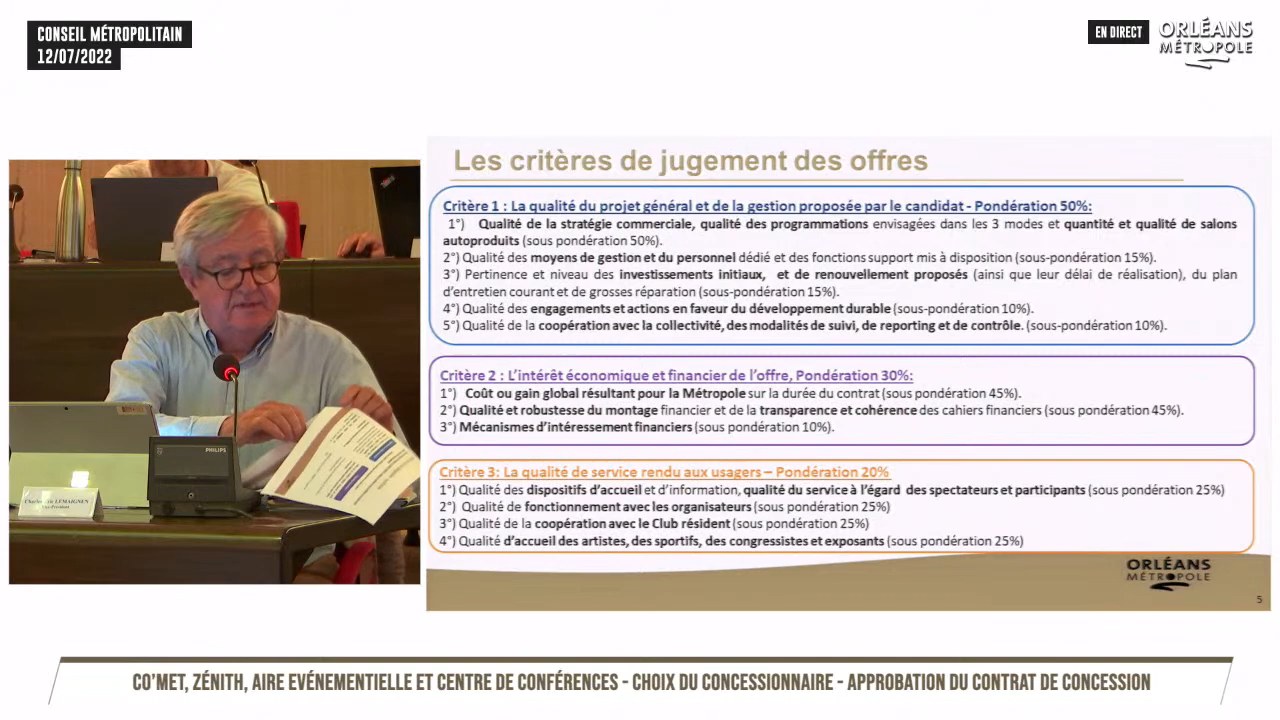 CONSEIL MÉTROPOLITAIN
12/07/2022
EN DIRECT
ORLÉANS
MÉTROPOLE
Les critères de jugement des offres
Critère 1 : La qualité du projet général et de la gestion proposée par le candidat - Pondération 50%:
1°) Qualité de la stratégie commerciale, qualité des programmations envisagées dans les 3 modes et quantité et qualité de salons
autoproduits (sous pondération 50%).
2°) Qualité des moyens de gestion et du personnel dédié et des fonctions support mis à disposition (sous-pondération 15%).
3°) Pertinence et niveau des investissements initiaux, et de renouvellement proposés (ainsi que leur délai de réalisation), du plan
d'entretien courant et de grosses réparation (sous-pondération 15%).
4°) Qualité des engagements et actions en faveur du développement durable (sous-pondération 10%).
5°) Qualité de la coopération avec la collectivité, des modalités de suivi, de reporting et de contrôle. (sous-pondération 10%).
Critère 2 : L'intérêt économique et financier de l'offre, Pondération 30%:
1°) Coût ou gain global résultant pour la Métropole sur la durée du contrat (sous pondération 45%).
2°) Qualité et robustesse du montage financier et de la transparence et cohérence des cahiers financiers (sous pondération 45%).
3°) Mécanismes d'intéressement financiers (sous pondération 10%).
Critère 3: La qualité de service rendu aux usagers – Pondération 20%
1°) Qualité des dispositifs d'accueil et d'information, qualité du service à l'égard des spectateurs et participants (sous pondération 25%)
2°) Qualité de fonctionnement avec les organisateurs (sous pondération 25%)
3°) Qualité de la coopération avec le Club résident (sous pondération 25%)
4°) Qualité d'accueil des artistes, des sportifs, des congressistes et exposants (sous pondération 25%)
ORLÉANS
MÉTROPOLE
5
PHILIPS
LEMAIGNEN
Vice-Président
CO'MET, ZÉNITH, AIRE EVÉNEMENTIELLE ET CENTRE DE CONFÉRENCES - CHOIX DU CONCESSIONNAIRE - APPROBATION DU CONTRAT DE CONCESSION